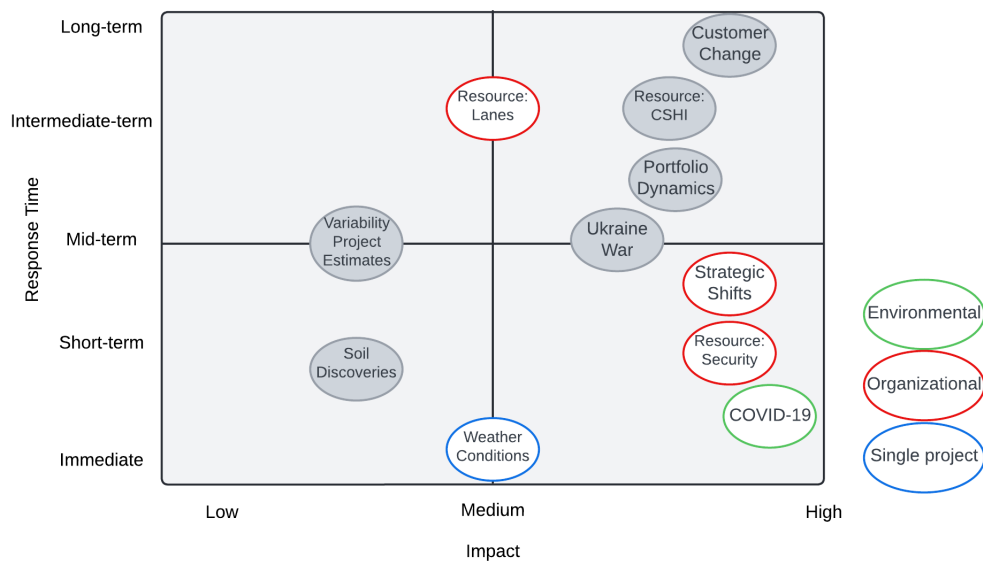 Long-term
Customer
Change
Intermediate-term
Resource:
Lanes
Resource:
CSHI
Portfolio
Dynamics
Response Time
Mid-term
Variability
Project
Estimates
Ukraine
War
Strategic
Shifts
Environmental
Short-term
Resource:
Security
Soil
Discoveries
Organizational
COVID-19
Immediate
Weather
Conditions
Single project
Low
Medium
High
Impact